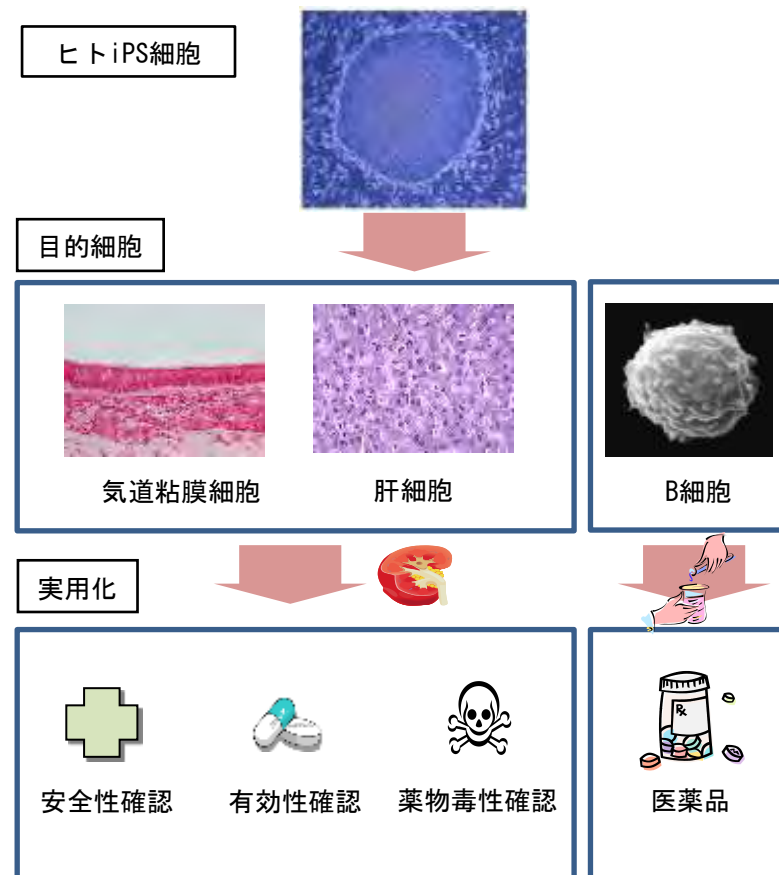 ヒトiPS細胞
目的細胞
気道粘膜細胞
肝細胞
B細胞
実用化
Rx
安全性確認
有効性確認
薬物毒性確認
医薬品